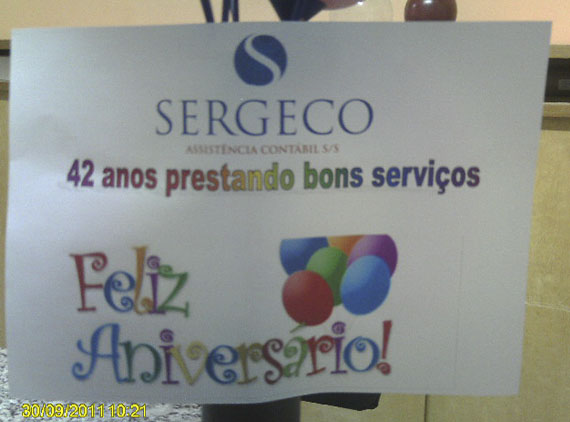 SERGECO
ASSISTÊNCIA CONTÁBIL S/S
42 anos prestando bons serviços
Feliz
Aniversário!
30/09/2011 10:21